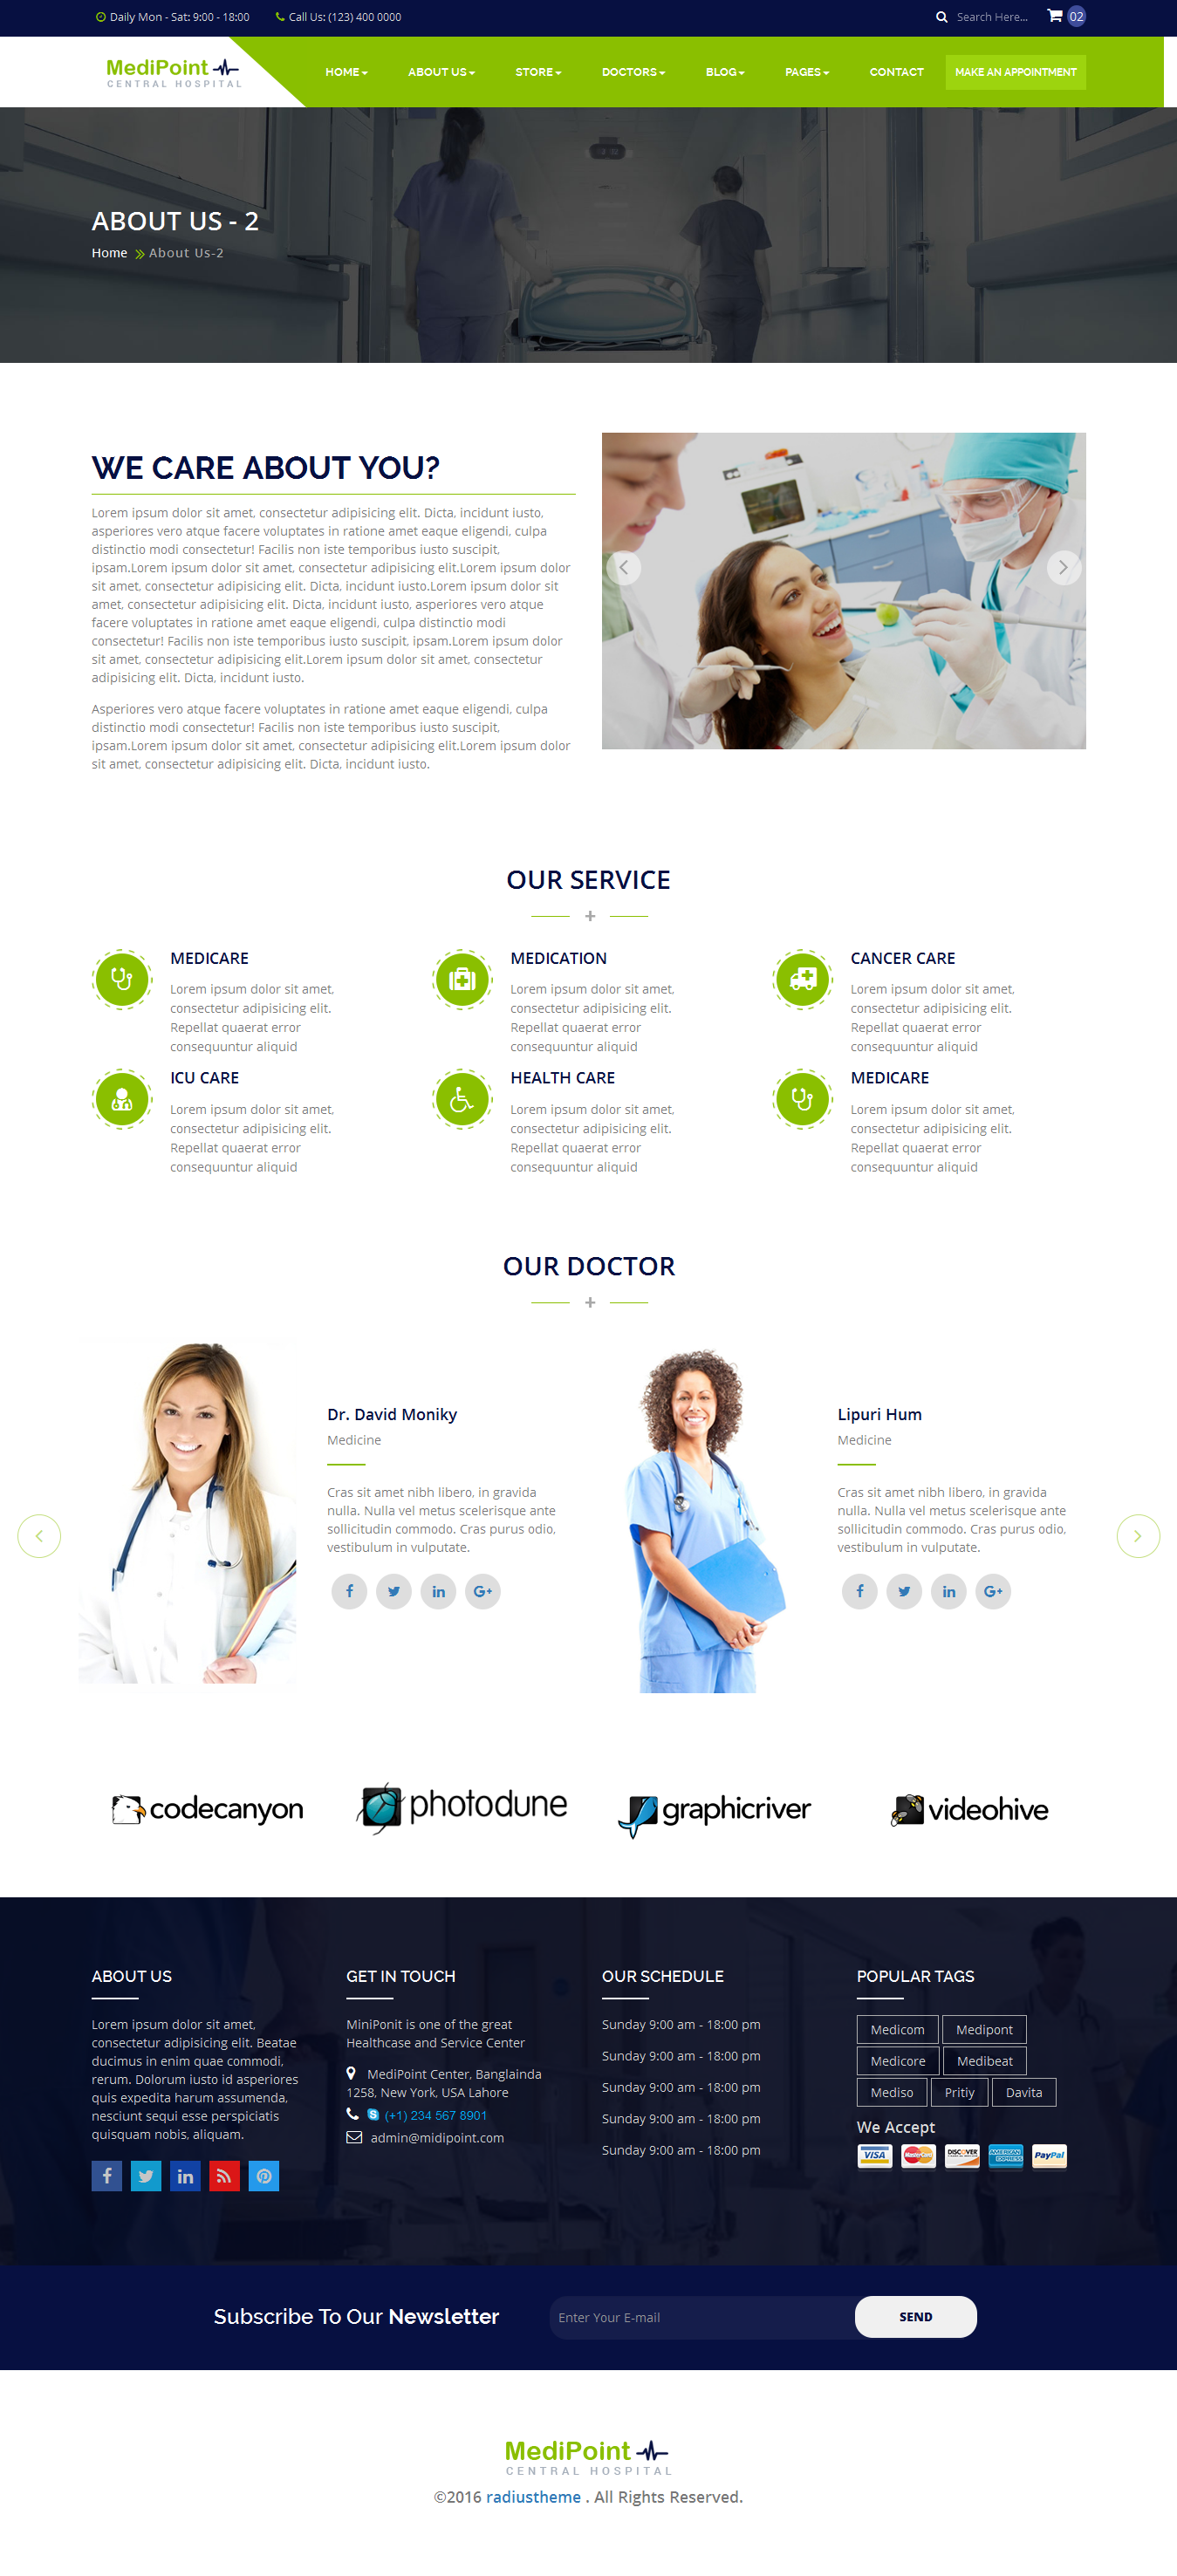 Daily Mon - Sat: 9:00 - 18:00
Call Us: (123) 400 0000
Search Here...
02
MediPoint
CENTRAL HOSPITAL
HOME
ABOUT US
STORE
DOCTORS
BLOG
PAGES
CONTACT
MAKE AN APPOINTMENT
ABOUT US - 2
Home
About Us-2
WE CARE ABOUT YOU?
Lorem ipsum dolor sit amet, consectetur adipisicing elit. Dicta, incidunt iusto,
asperiores vero atque facere voluptates in ratione amet eaque eligendi, culpa
distinctio modi consectetur! Facilis non iste temporibus iusto suscipit,
ipsam.Lorem ipsum dolor sit amet, consectetur adipisicing elit.Lorem ipsum dolor
sit amet, consectetur adipisicing elit. Dicta, incidunt iusto.Lorem ipsum dolor sit
amet, consectetur adipisicing elit. Dicta, incidunt iusto, asperiores vero atque
facere voluptates in ratione amet eaque eligendi, culpa distinctio modi
consectetur! Facilis non iste temporibus iusto suscipit, ipsam.Lorem ipsum dolor
sit amet, consectetur adipisicing elit.Lorem ipsum dolor sit amet, consectetur
adipisicing elit. Dicta, incidunt iusto.
Asperiores vero atque facere voluptates in ratione amet eaque eligendi, culpa
distinctio modi consectetur! Facilis non iste temporibus iusto suscipit,
ipsam.Lorem ipsum dolor sit amet, consectetur adipisicing elit.Lorem ipsum dolor
sit amet, consectetur adipisicing elit. Dicta, incidunt iusto.
OUR SERVICE
MEDICARE
Lorem ipsum dolor sit amet,
consectetur adipisicing elit.
Repellat quaerat error
consequuntur aliquid
MEDICATION
Lorem ipsum dolor sit amet,
consectetur adipisicing elit.
Repellat quaerat error
consequuntur aliquid
CANCER CARE
Lorem ipsum dolor sit amet,
consectetur adipisicing elit.
Repellat quaerat error
consequuntur aliquid
ICU CARE
Lorem ipsum dolor sit amet,
consectetur adipisicing elit.
Repellat quaerat error
consequuntur aliquid
HEALTH CARE
Lorem ipsum dolor sit amet,
consectetur adipisicing elit.
Repellat quaerat error
consequuntur aliquid
MEDICARE
Lorem ipsum dolor sit amet,
consectetur adipisicing elit.
Repellat quaerat error
consequuntur aliquid
OUR DOCTOR
Dr. David Moniky
Medicine
Cras sit amet nibh libero, in gravida
nulla. Nulla vel metus scelerisque ante
sollicitudin commodo. Cras purus odio,
vestibulum in vulputate.
Lipuri Hum
Medicine
Cras sit amet nibh libero, in gravida
nulla. Nulla vel metus scelerisque ante
sollicitudin commodo. Cras purus odio,
vestibulum in vulputate.
codecanyon
photodune
graphicriver
videohive
ABOUT US
Lorem ipsum dolor sit amet,
consectetur adipisicing elit. Beatae
ducimus in enim quae commodi,
rerum. Dolorum iusto id asperiores
quis expedita harum assumenda,
nesciunt sequi esse perspiciatis
quisquam nobis, aliquam.
GET IN TOUCH
MiniPonit is one of the great
Healthcase and Service Center
MediPoint Center, Banglainda
1258, New York, USA Lahore
(+1) 234 567 8901
admin@midipoint.com
OUR SCHEDULE
Sunday 9:00 am - 18:00 pm
Sunday 9:00 am - 18:00 pm
Sunday 9:00 am - 18:00 pm
Sunday 9:00 am - 18:00 pm
Sunday 9:00 am - 18:00 pm
POPULAR TAGS
Medicom
Medipont
Medicore
Medibeat
Mediso
Pritiy
Davita
We Accept
VISA
MasterCard
DISCOVER
AMERICAN EXPRESS
PayPal
Subscribe To Our Newsletter
Enter Your E-mail
SEND
MediPoint
CENTRAL HOSPITAL
©2016 radiustheme . All Rights Reserved.